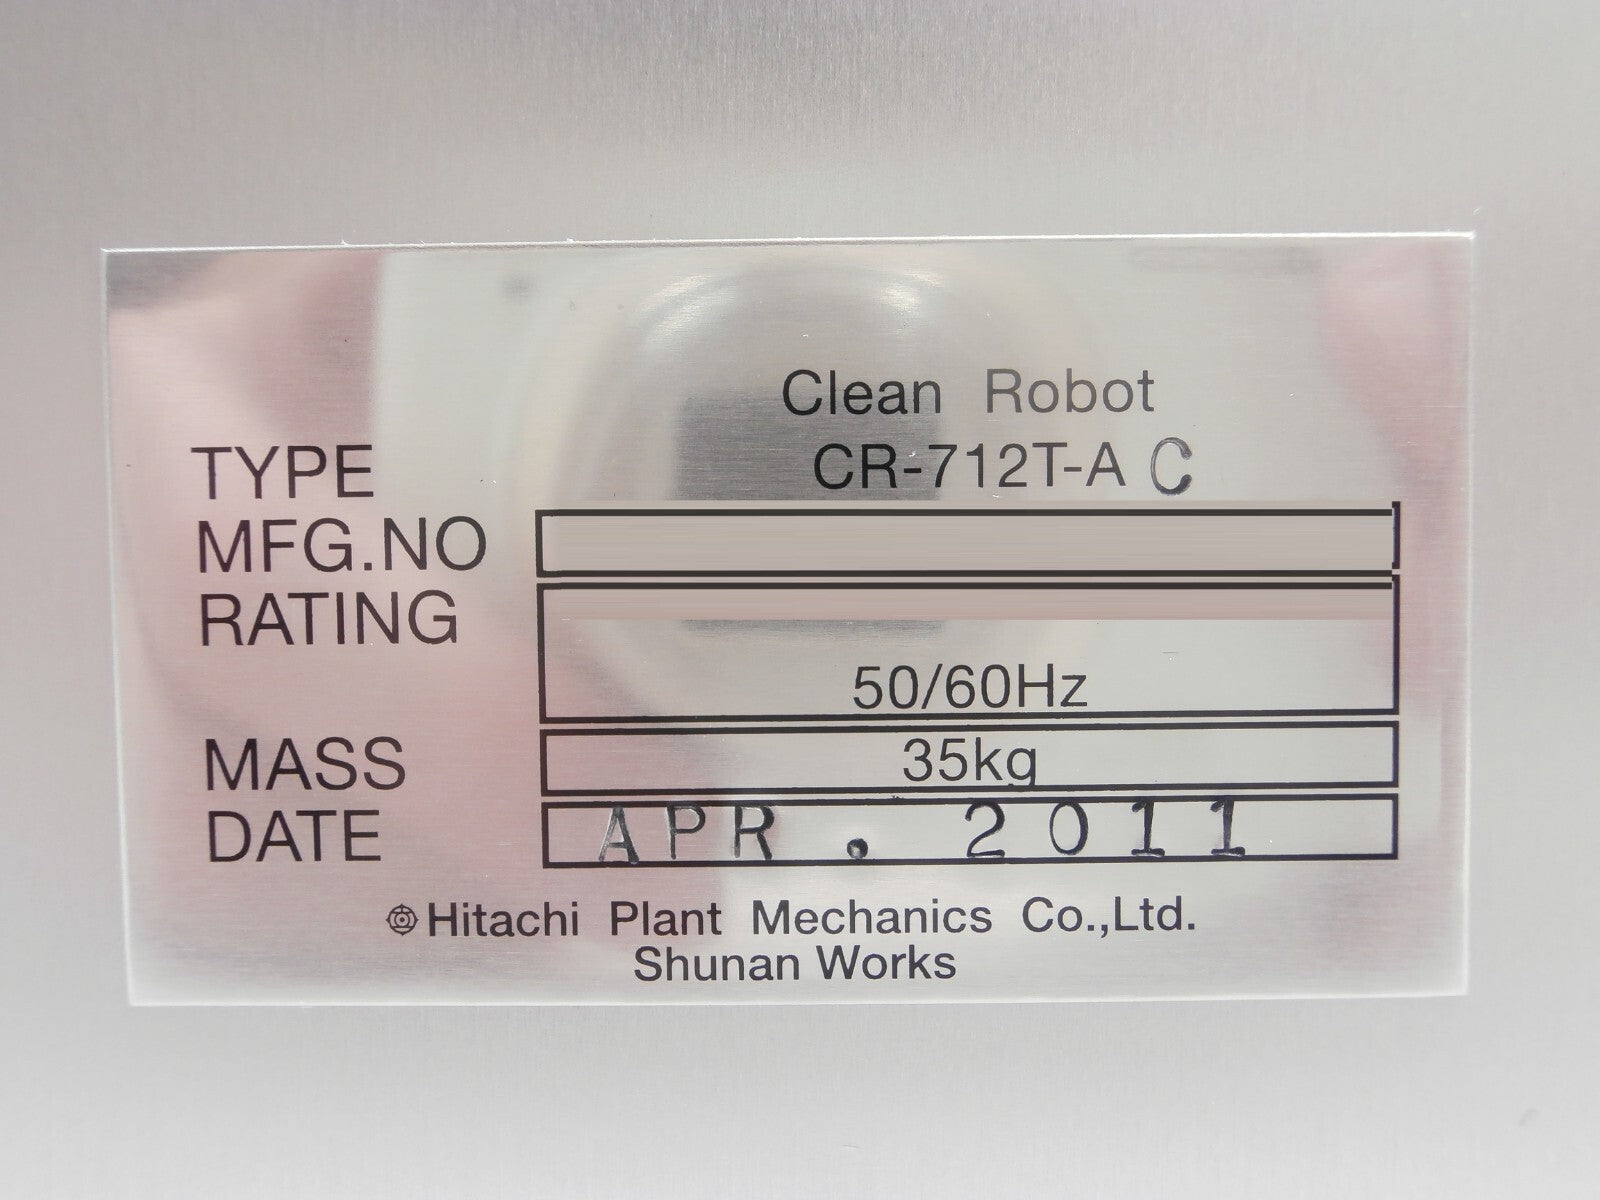 Clean Robot
TYPE CR-712T-A C
MFG.NO
RATING
50/60Hz
MASS 35kg
DATE APR. 2011
Hitachi Plant Mechanics Co.,Ltd.
Shunan Works